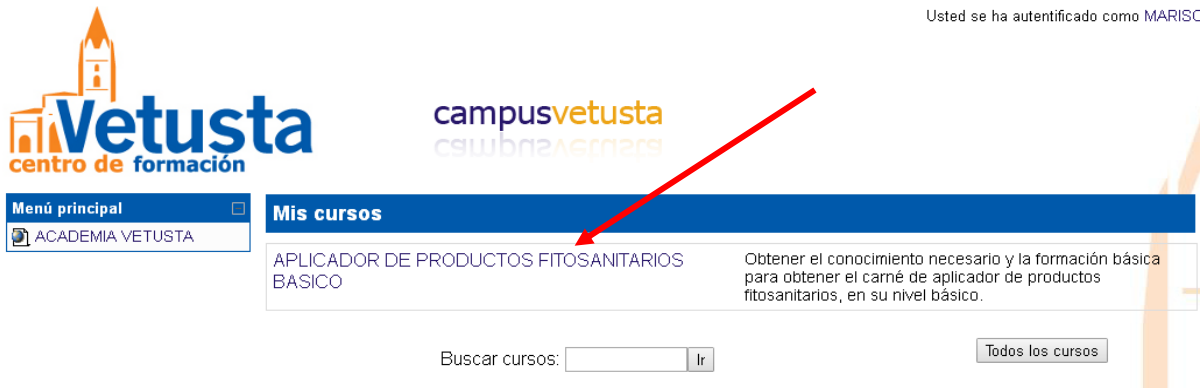 Usted se ha autentificado como MARISC
Vetusta
centro de formación
campusvetusta
Menú principal
ACADEMIA VETUSTA
Mis cursos
APLICADOR DE PRODUCTOS FITOSANITARIOS
BASICO
Obtener el conocimiento necesario y la formación básica
para obtener el carné de aplicador de productos
fitosanitarios, en su nivel básico.
Buscar cursos:
Ir
Todos los cursos